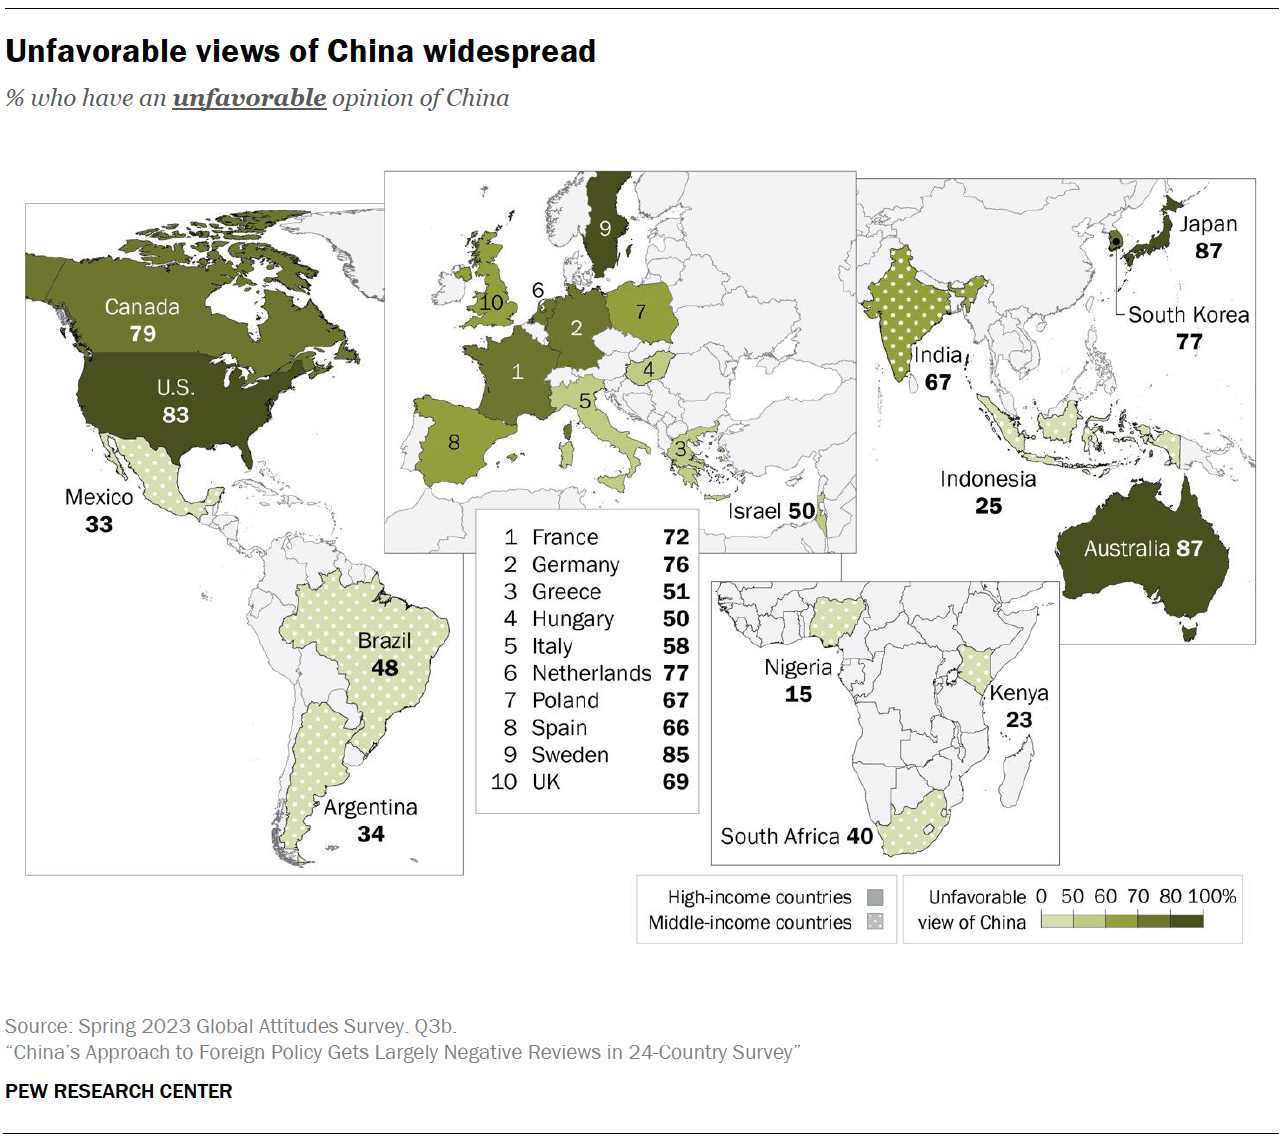 Unfavorable views of China widespread
% who have an unfavorable opinion of China
Canada
79
U.S.
83
Mexico
33
Brazil
48
Argentina
34
9
10
6
7
2
1
4
5
8
3
Israel 50
1 France 72
2 Germany 76
3 Greece 51
4 Hungary 50
5 Italy 58
6 Netherlands 77
7 Poland 67
8 Spain 66
9 Sweden 85
10 UK 69
Japan
87
South Korea
77
India
67
Indonesia
25
Australia 87
Nigeria
15
Kenya
23
South Africa 40
High-income countries
Middle-income countries
Unfavorable 0 50 60 70 80 100%
view of China
Source: Spring 2023 Global Attitudes Survey. Q3b.
“China’s Approach to Foreign Policy Gets Largely Negative Reviews in 24-Country Survey”
PEW RESEARCH CENTER